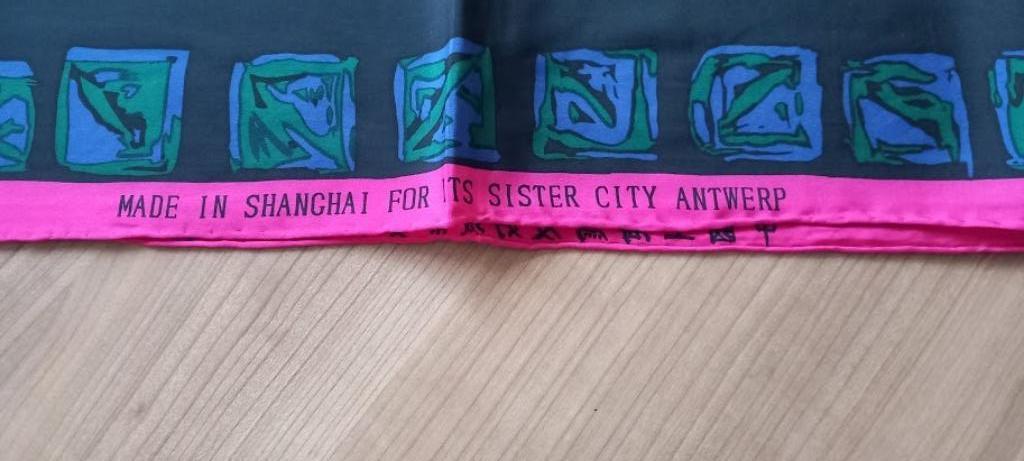 MADE IN SHANGHAI FOR ITS SISTER CITY ANTWERP